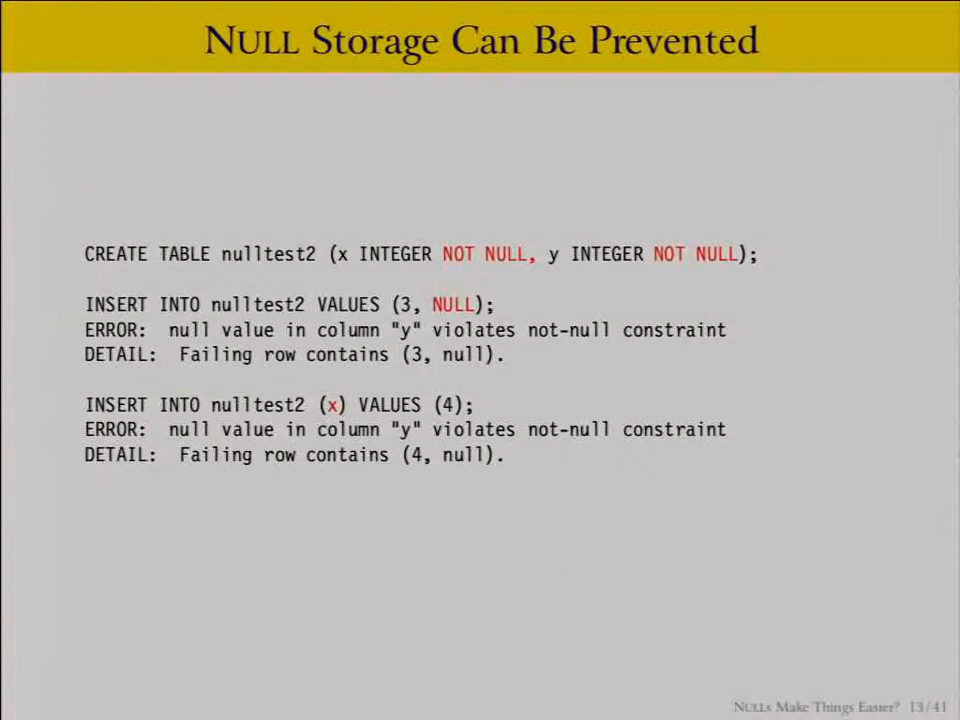 NULL Storage Can Be Prevented
CREATE TABLE nulltest2 (x INTEGER NOT NULL, y INTEGER NOT NULL);
INSERT INTO nulltest2 VALUES (3, NULL);
ERROR:  null value in column "y" violates not-null constraint
DETAIL:  Failing row contains (3, null).
INSERT INTO nulltest2 (x) VALUES (4);
ERROR:  null value in column "y" violates not-null constraint
DETAIL:  Failing row contains (4, null).
NULLs Make Things Easier? 13/41